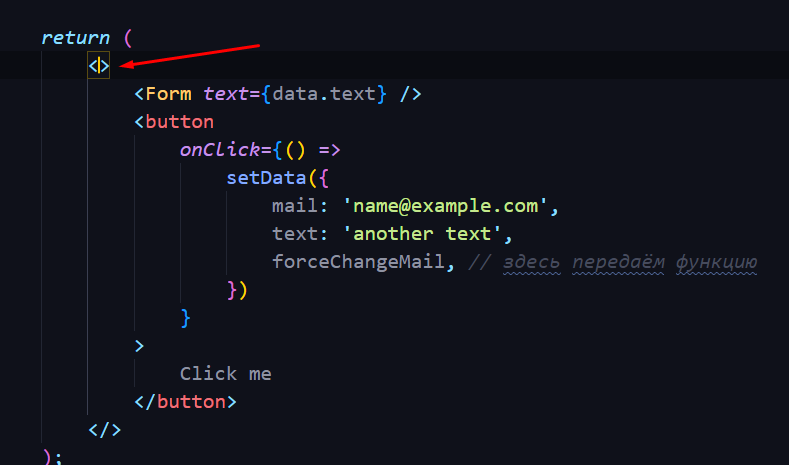 return (
<>
<Form text={data.text} />
<button
onClick={() =>
setData({
mail: 'name@example.com',
text: 'another text',
forceChangeMail, // здесь передаём функцию
})
}
>
Click me
</button>
</>
);